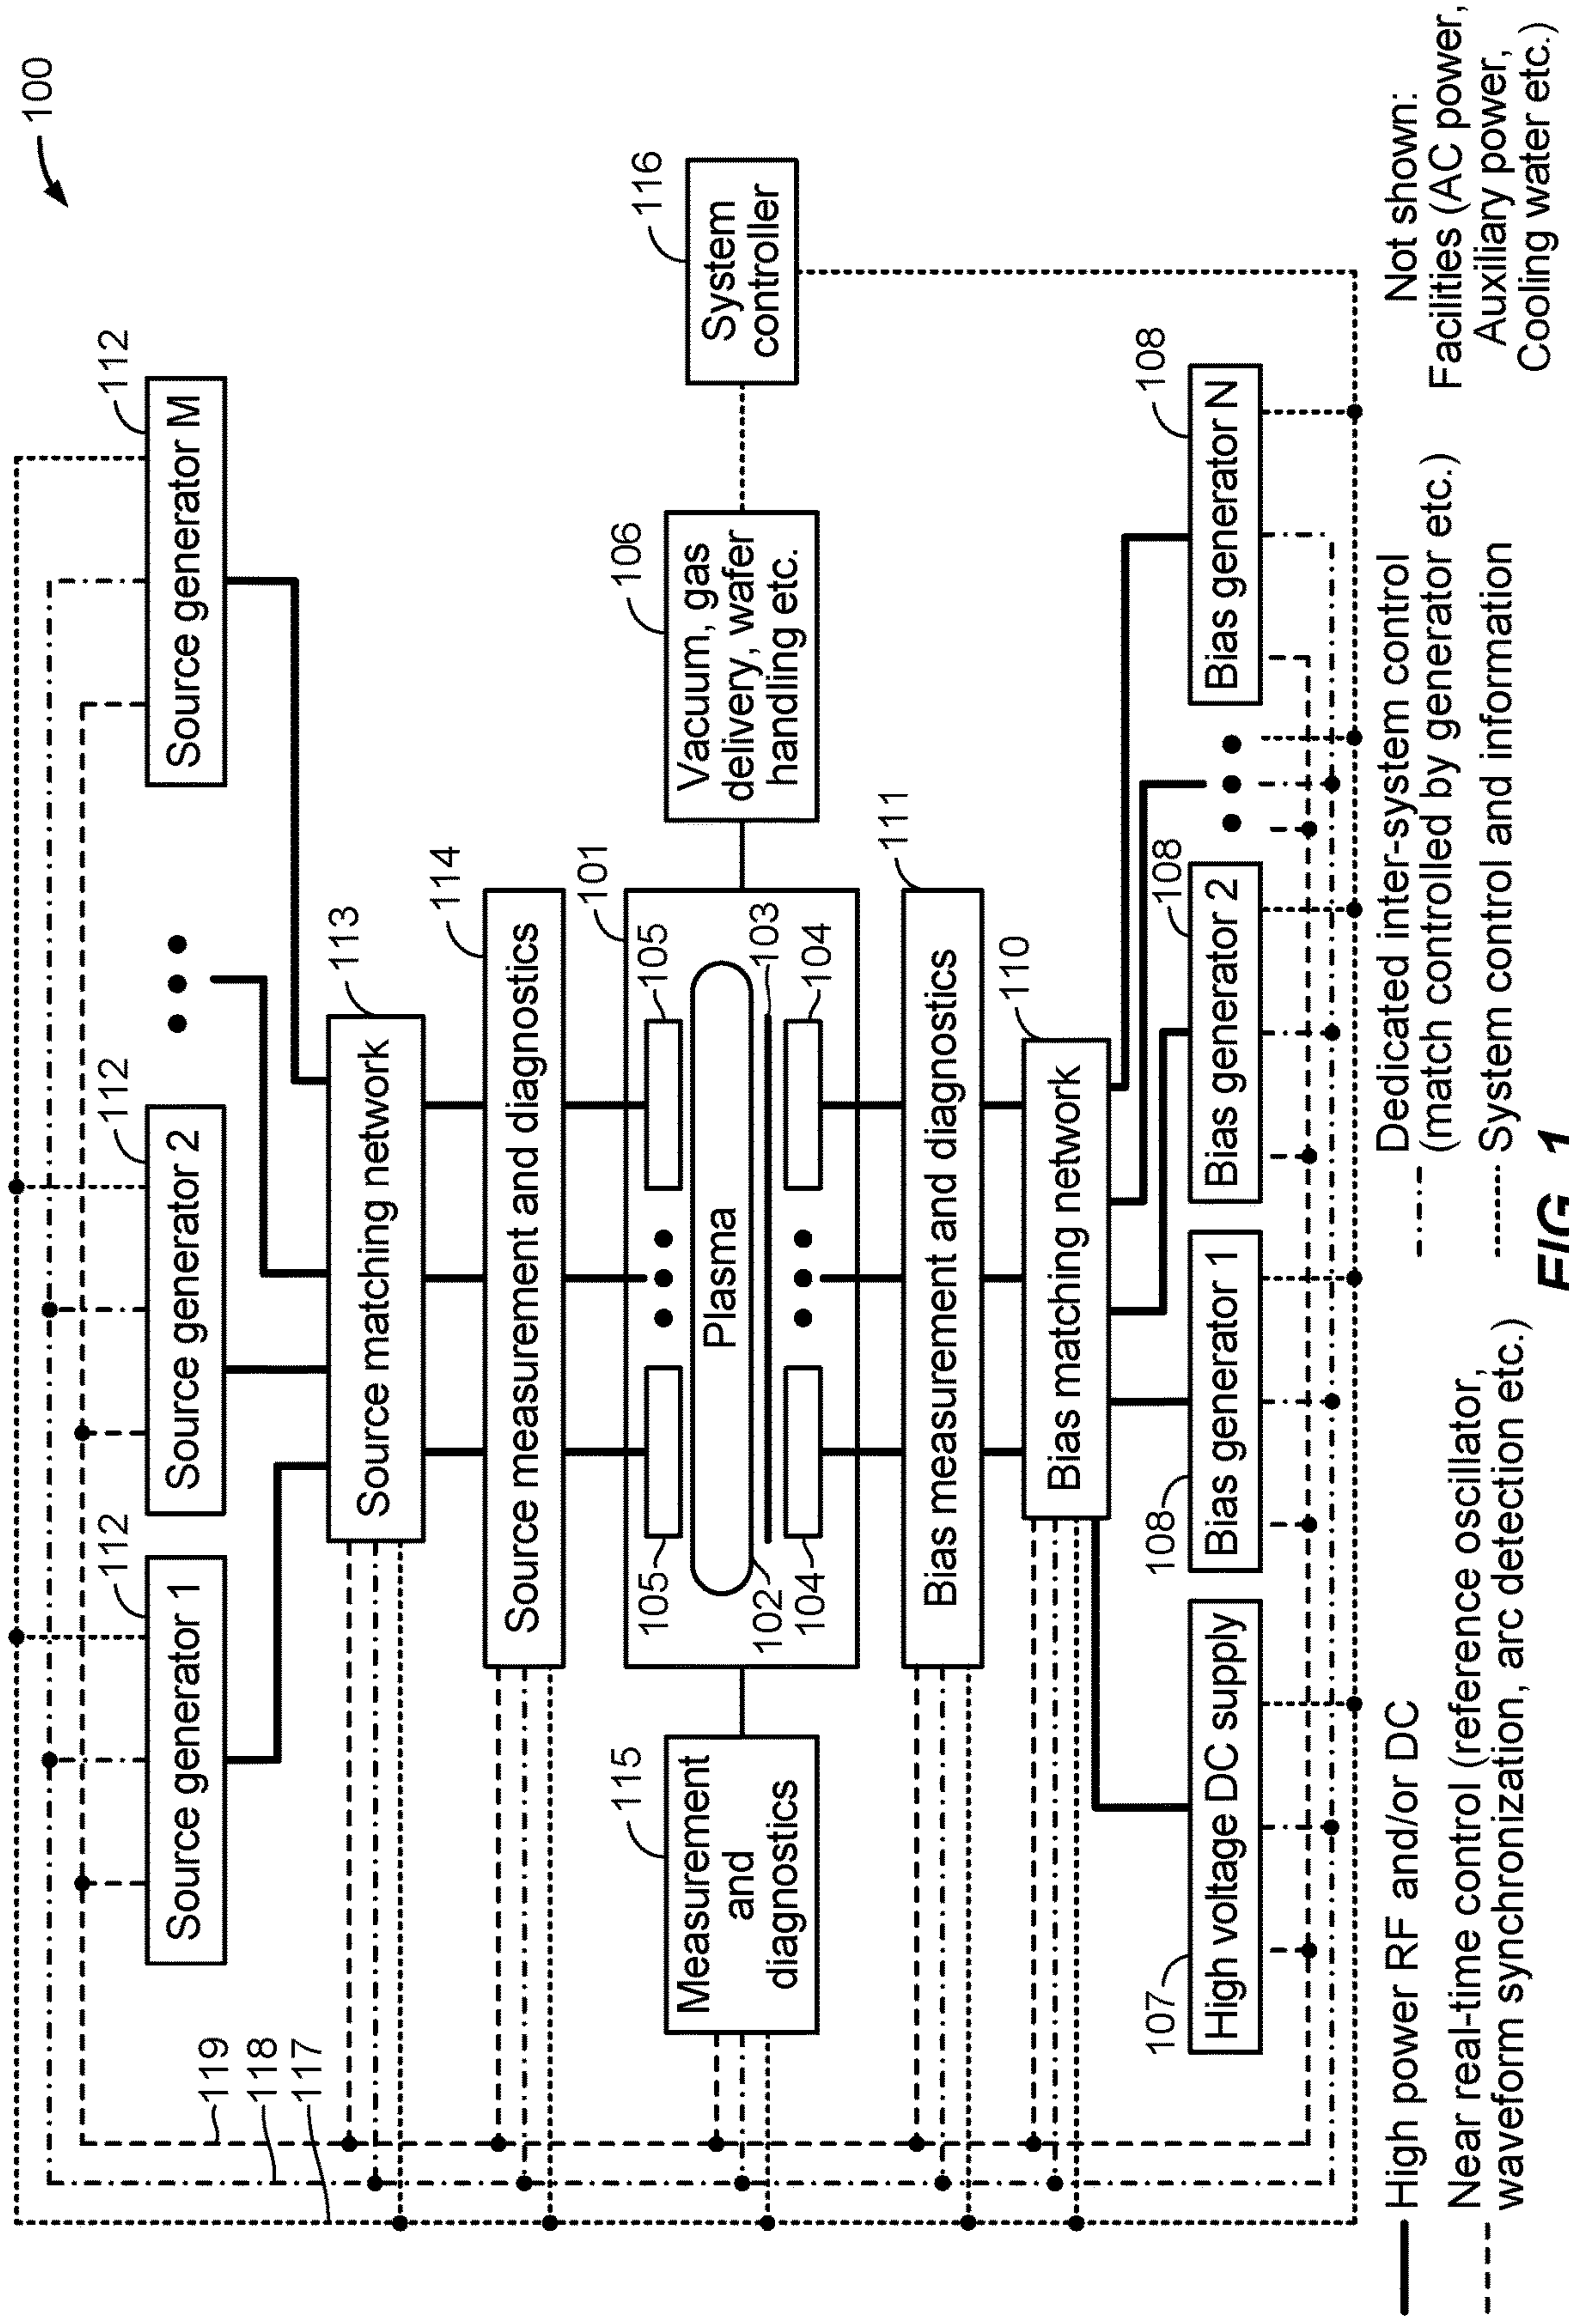 100
112
Source generator 1
112
Source generator 2
112
Source generator M
119
118
117
113
Source matching network
114
Source measurement and diagnostics
101
105
105
Plasma
102
103
104
104
115
Measurement
and
diagnostics
106
Vacuum, gas
delivery, wafer
handling etc.
116
System
controller
111
Bias measurement and diagnostics
110
Bias matching network
107
High voltage DC supply
108
Bias generator 1
108
Bias generator 2
108
Bias generator N
High power RF and/or DC
Near real-time control (reference oscillator,
waveform synchronization, arc detection etc.)
Dedicated inter-system control
(match controlled by generator etc.)
System control and information
Not shown:
Facilities (AC power,
Auxiliary power,
Cooling water etc.)
FIG. 1